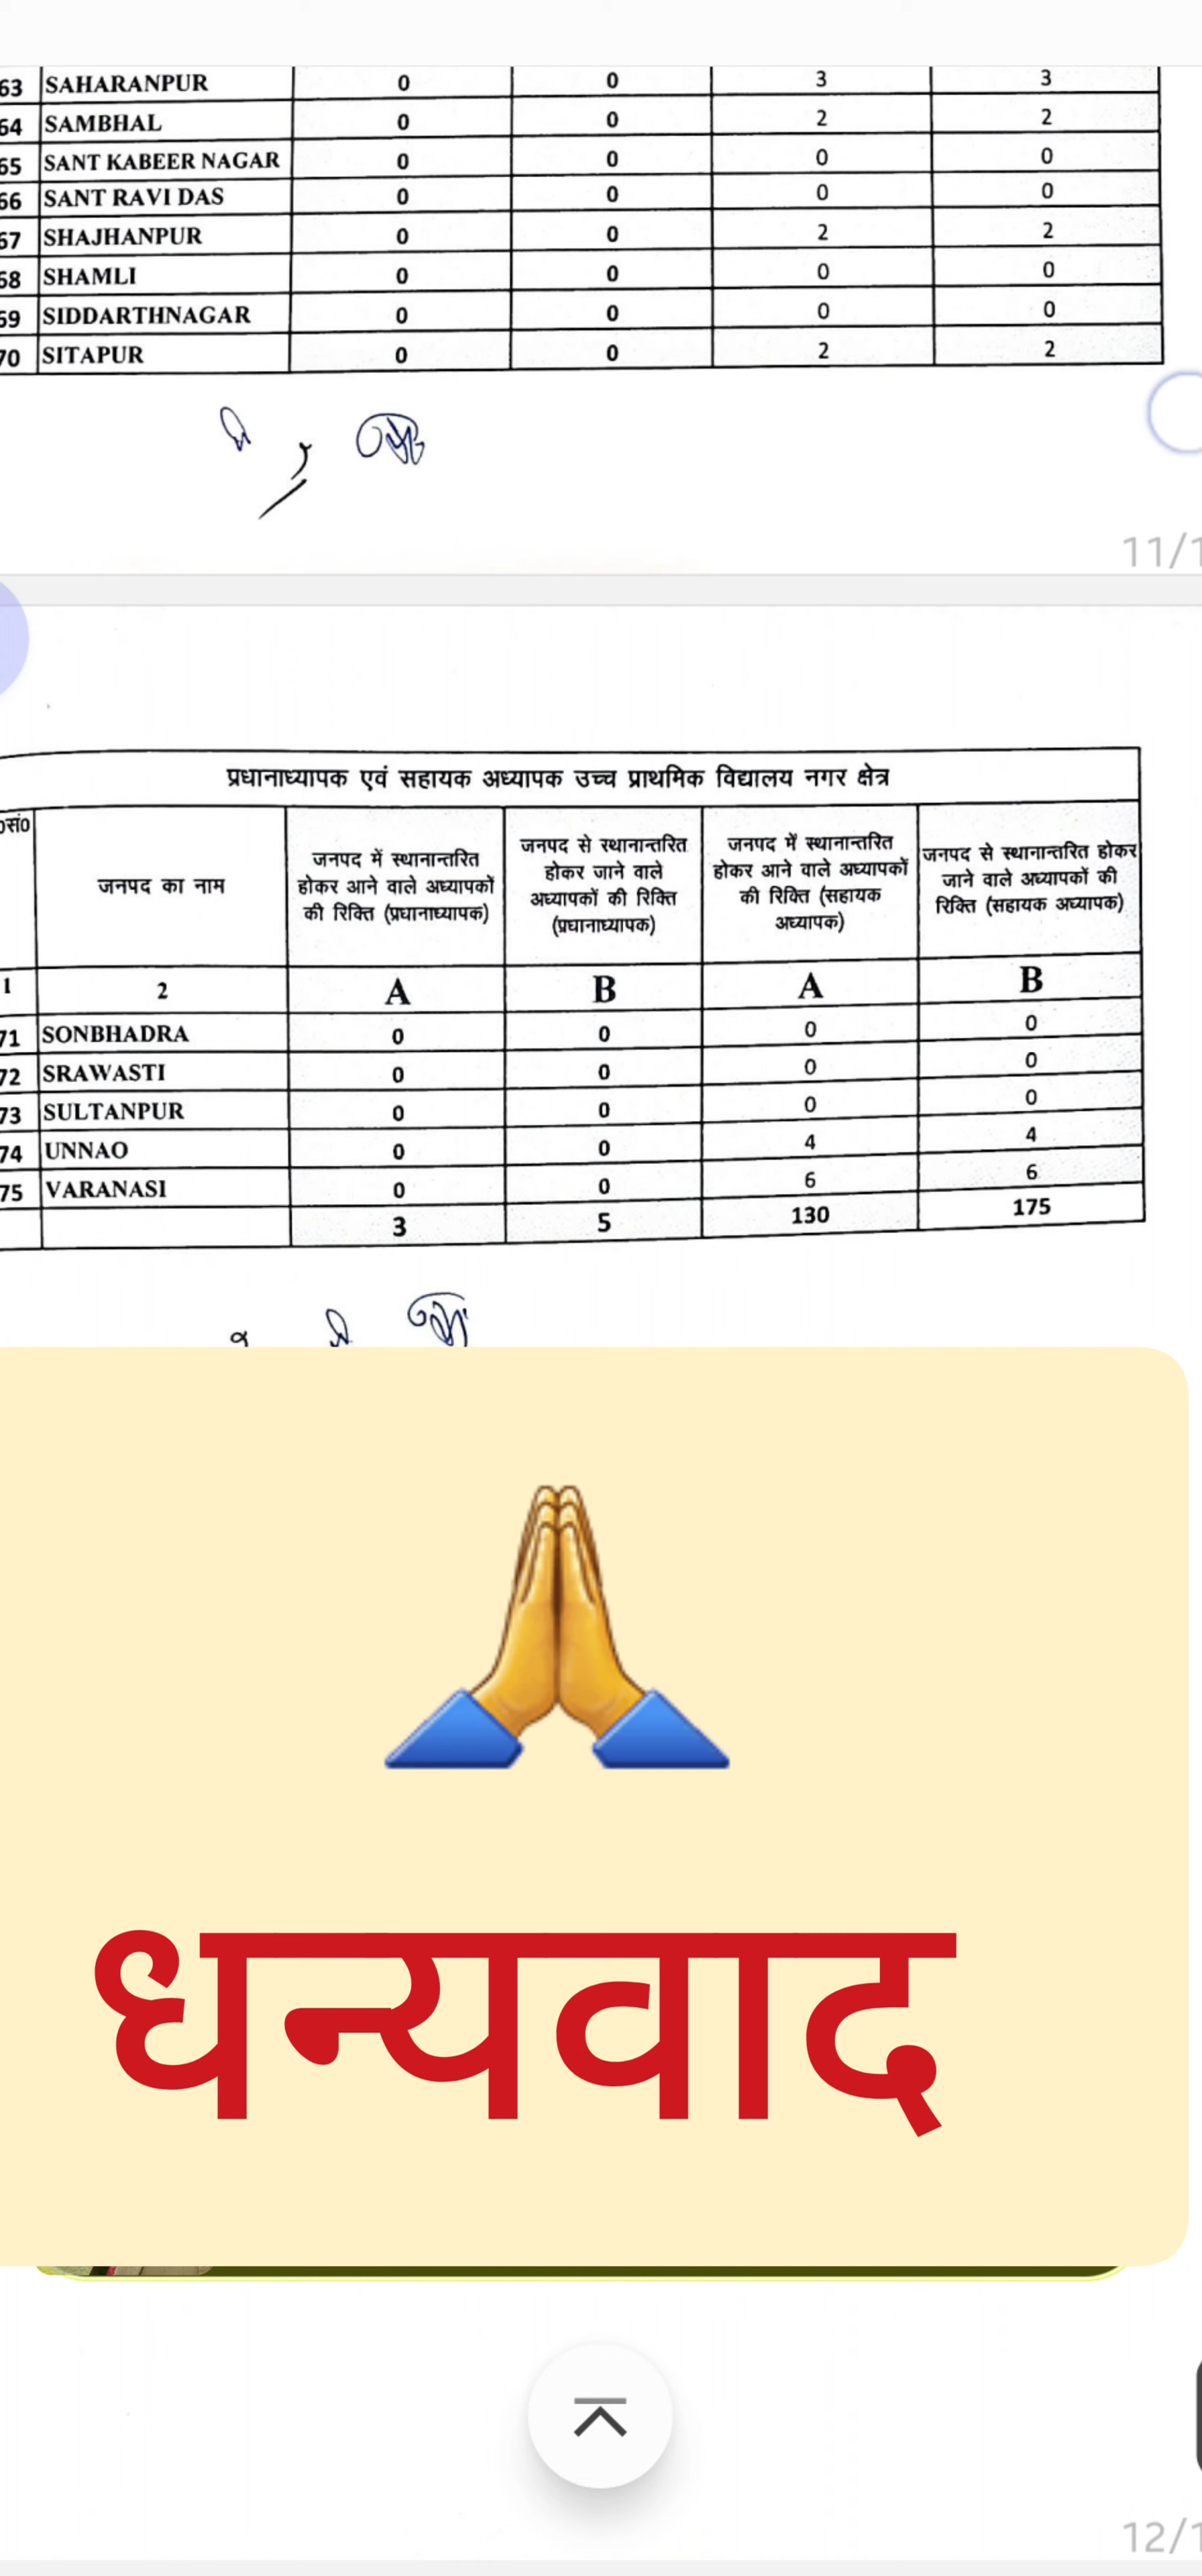 63 SAHARANPUR 0 0 3 3
64 SAMBHAL 0 0 2 2
65 SANT KABEER NAGAR 0 0 0 0
66 SANT RAVI DAS 0 0 0 0
67 SHAJHANPUR 0 0 2 2
68 SHAMLI 0 0 0 0
69 SIDDARTHNAGAR 0 0 0 0
70 SITAPUR 0 0 2 2
11/1
प्रधानाध्यापक एवं सहायक अध्यापक उच्च प्राथमिक विद्यालय नगर क्षेत्र
0सं0
जनपद का नाम
जनपद में स्थानान्तरित
होकर आने वाले अध्यापकों
की रिक्ति (प्रधानाध्यापक)
जनपद से स्थानान्तरित
होकर जाने वाले
अध्यापकों की रिक्ति
(प्रधानाध्यापक)
जनपद में स्थानान्तरित
होकर आने वाले अध्यापकों
की रिक्ति (सहायक
अध्यापक)
जनपद से स्थानान्तरित होकर
जाने वाले अध्यापकों की
रिक्ति (सहायक अध्यापक)
1 2 A B A B
71 SONBHADRA 0 0 0 0
72 SRAWASTI 0 0 0 0
73 SULTANPUR 0 0 0 0
74 UNNAO 0 0 4 4
75 VARANASI 0 0 6 6
3 5 130 175
धन्यवाद
12/1